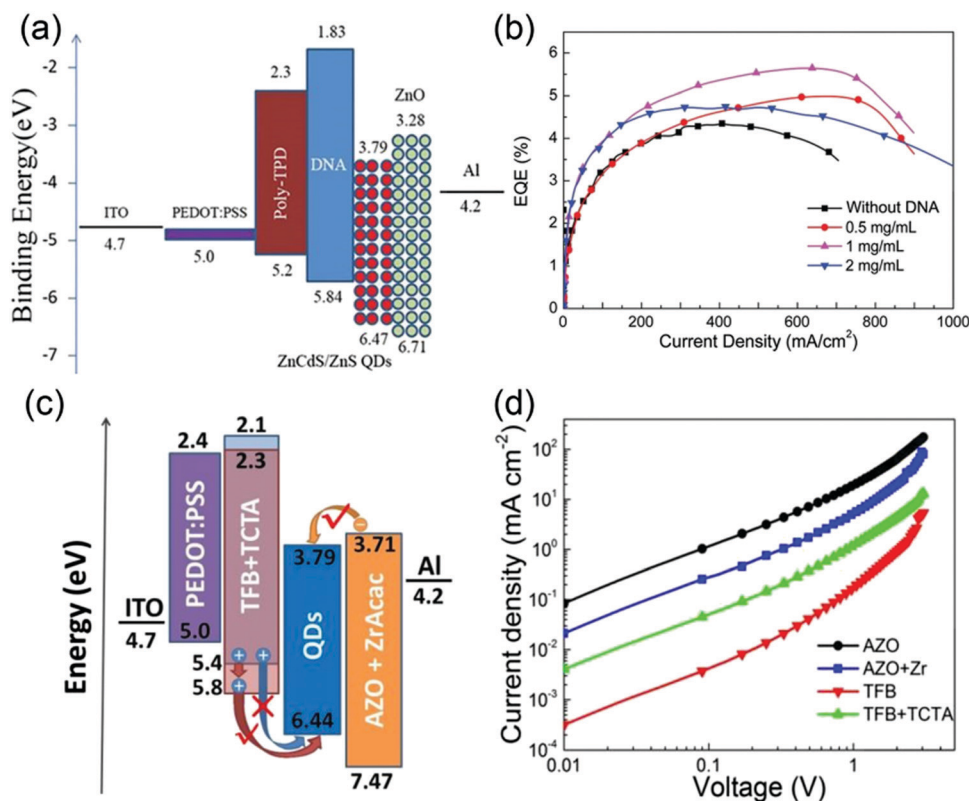 (a)
Binding Energy(eV)
-2
-3
-4
-5
-6
-7
ITO
4.7
PEDOT:PSS
5.0
2.3
Poly-TPD
5.2
1.83
DNA
5.84
3.79
6.47
ZnCdS/ZnS QDs
ZnO
3.28
6.71
Al
4.2
(b)
EQE (%)
6
5
4
3
2
1
0
0 200 400 600 800 1000
Current Density (mA/cm²)
Without DNA
0.5 mg/mL
1 mg/mL
2 mg/mL
(c)
Energy (eV)
ITO
4.7
2.4
PEDOT:PSS
5.0
2.1
2.3
TFB+TCTA
5.4
5.8
3.79
QDs
6.44
3.71
AZO + ZrAcac
7.47
Al
4.2
(d)
Current density (mA cm⁻²)
10²
10¹
10⁰
10⁻¹
10⁻²
10⁻³
10⁻⁴
0.01 0.1 1
Voltage (V)
AZO
AZO+Zr
TFB
TFB+TCTA